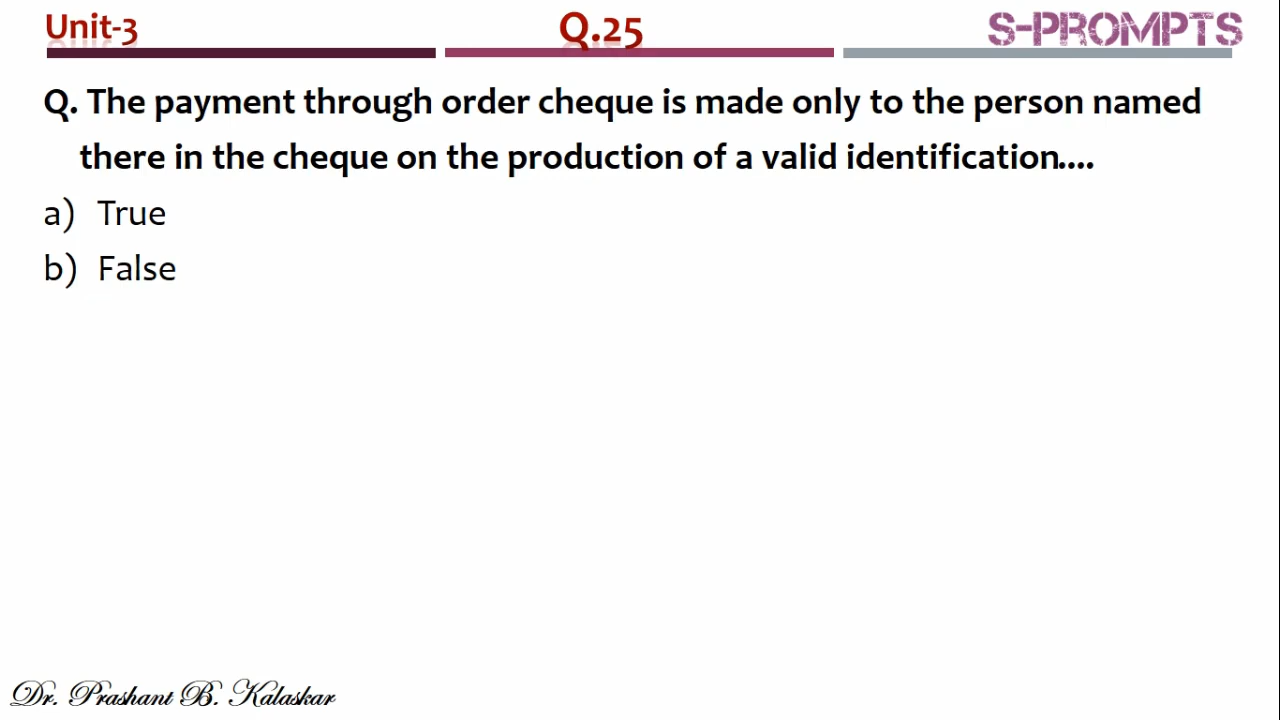 Unit-3
Q.25
S-PROMPTS
Q. The payment through order cheque is made only to the person named
there in the cheque on the production of a valid identification....
a) True
b) False
Dr. Prashant B. Kalaskar